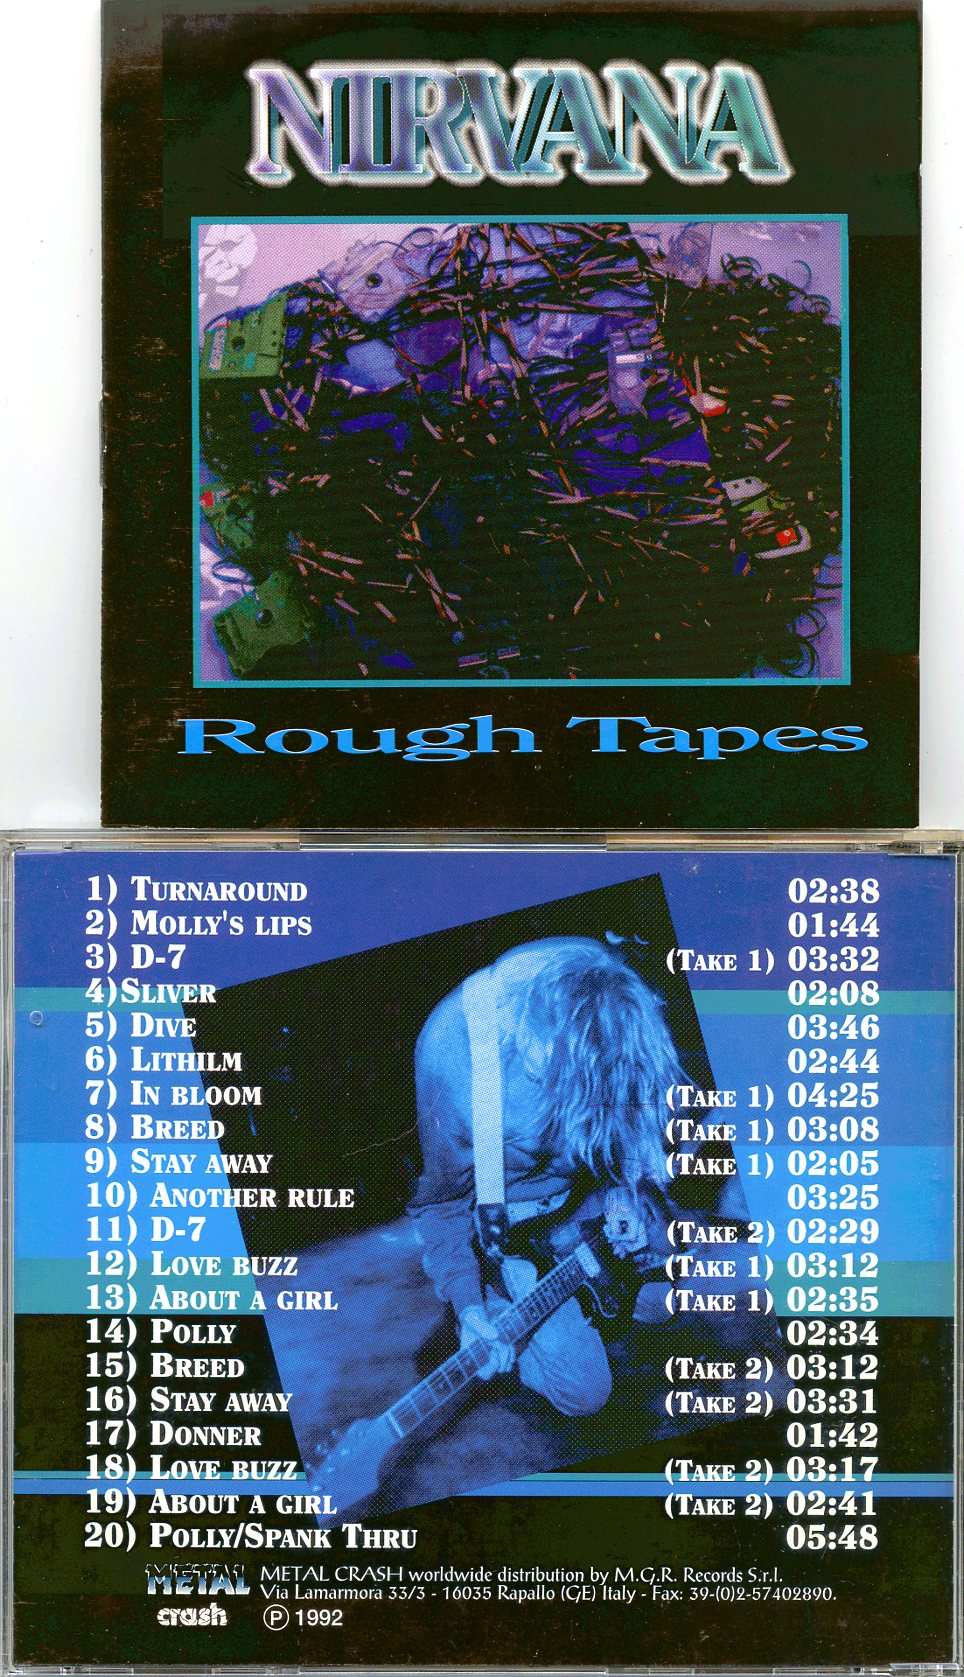 NIRVANA
Rough Tapes
1) TURNAROUND 02:38
2) MOLLY'S LIPS 01:44
3) D-7 (TAKE 1) 03:32
4)SLIVER 02:08
5) DIVE 03:46
6) LITHILM 02:44
7) IN BLOOM (TAKE 1) 04:25
8) BREED (TAKE 1) 03:08
9) STAY AWAY (TAKE 1) 02:05
10) ANOTHER RULE 03:25
11) D-7 (TAKE 2) 02:29
12) LOVE BUZZ (TAKE 1) 03:12
13) ABOUT A GIRL (TAKE 1) 02:35
14) POLLY 02:34
15) BREED (TAKE 2) 03:12
16) STAY AWAY (TAKE 2) 03:31
17) DONNER 01:42
18) LOVE BUZZ (TAKE 2) 03:17
19) ABOUT A GIRL (TAKE 2) 02:41
20) POLLY/SPANK THRU 05:48
METAL crash
METAL CRASH worldwide distribution by M.G.R. Records S.r.l.
Via Lamarmora 33/3 - 16035 Rapallo (GE) Italy - Fax: 39-(0)2-57402890.
Ⓟ 1992